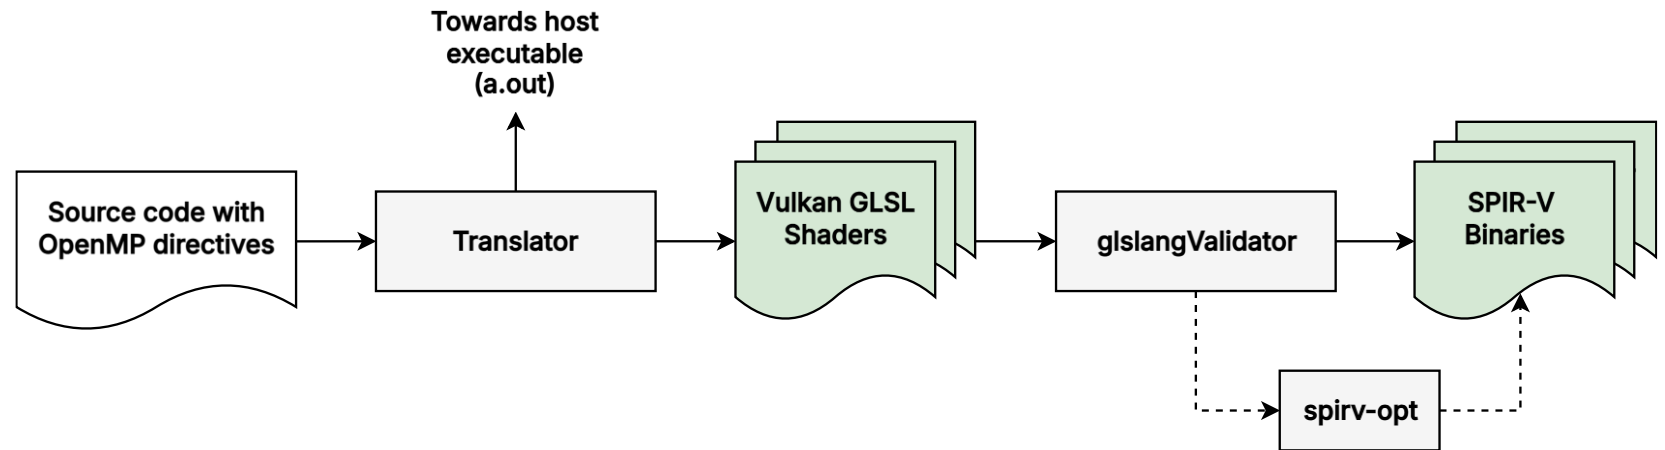 Towards host
executable
(a.out)
Source code with
OpenMP directives
Translator
Vulkan GLSL
Shaders
glslangValidator
SPIR-V
Binaries
spirv-opt